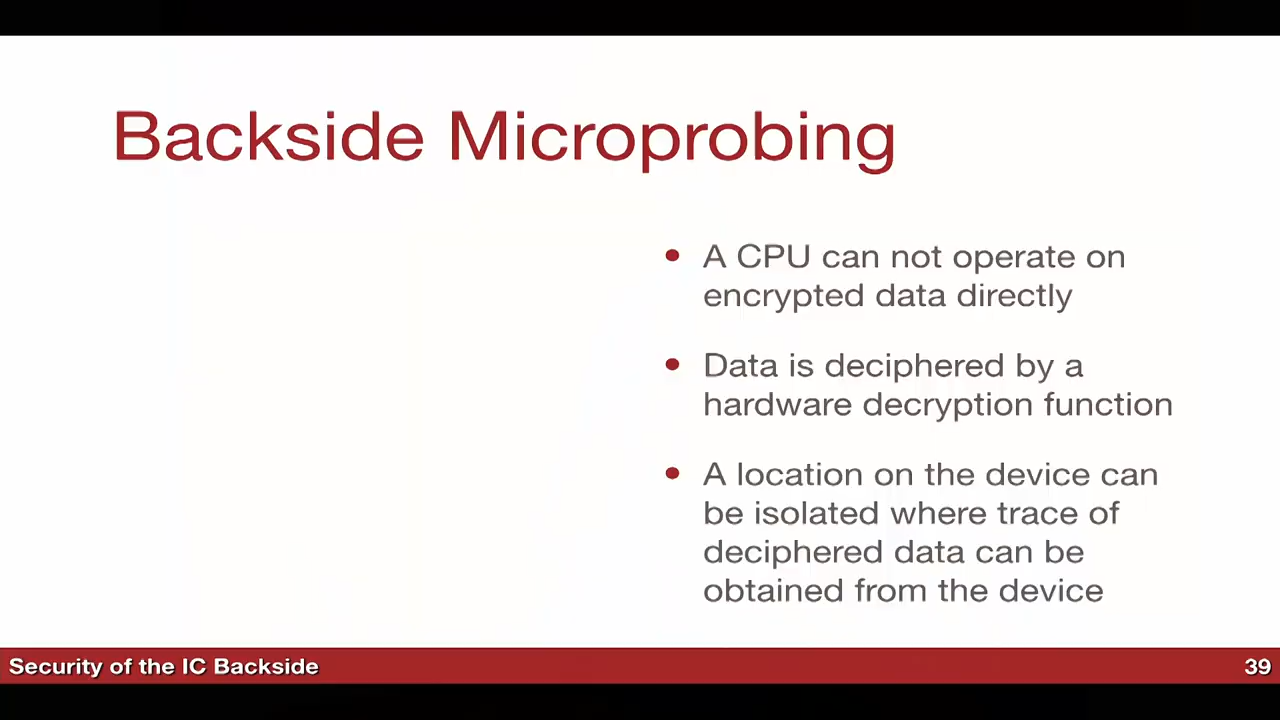 Backside Microprobing
• A CPU can not operate on
encrypted data directly
• Data is deciphered by a
hardware decryption function
• A location on the device can
be isolated where trace of
deciphered data can be
obtained from the device
Security of the IC Backside
39